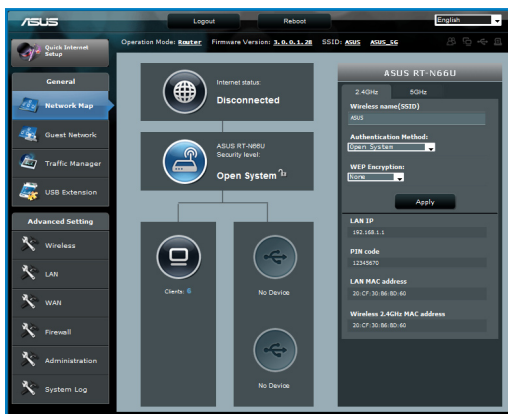 ASUS
Logout
Reboot
English
Quick Internet Setup
Operation Mode: Router Firmware Version: 3.0.0.1.28 SSID: ASUS ASUS_5G
General
Network Map
Guest Network
Traffic Manager
USB Extension
Advanced Setting
Wireless
LAN
WAN
Firewall
Administration
System Log
Internet status:
Disconnected
ASUS RT-N66U
Security level:
Open System
Clients: 6
No Device
No Device
ASUS RT-N66U
2.4GHz
5GHz
Wireless name(SSID)
ASUS
Authentication Method:
Open System
WEP Encryption:
None
Apply
LAN IP
192.168.1.1
PIN code
12345670
LAN MAC address
20:CF:30:B6:8D:60
Wireless 2.4GHz MAC address
20:CF:30:B6:8D:60